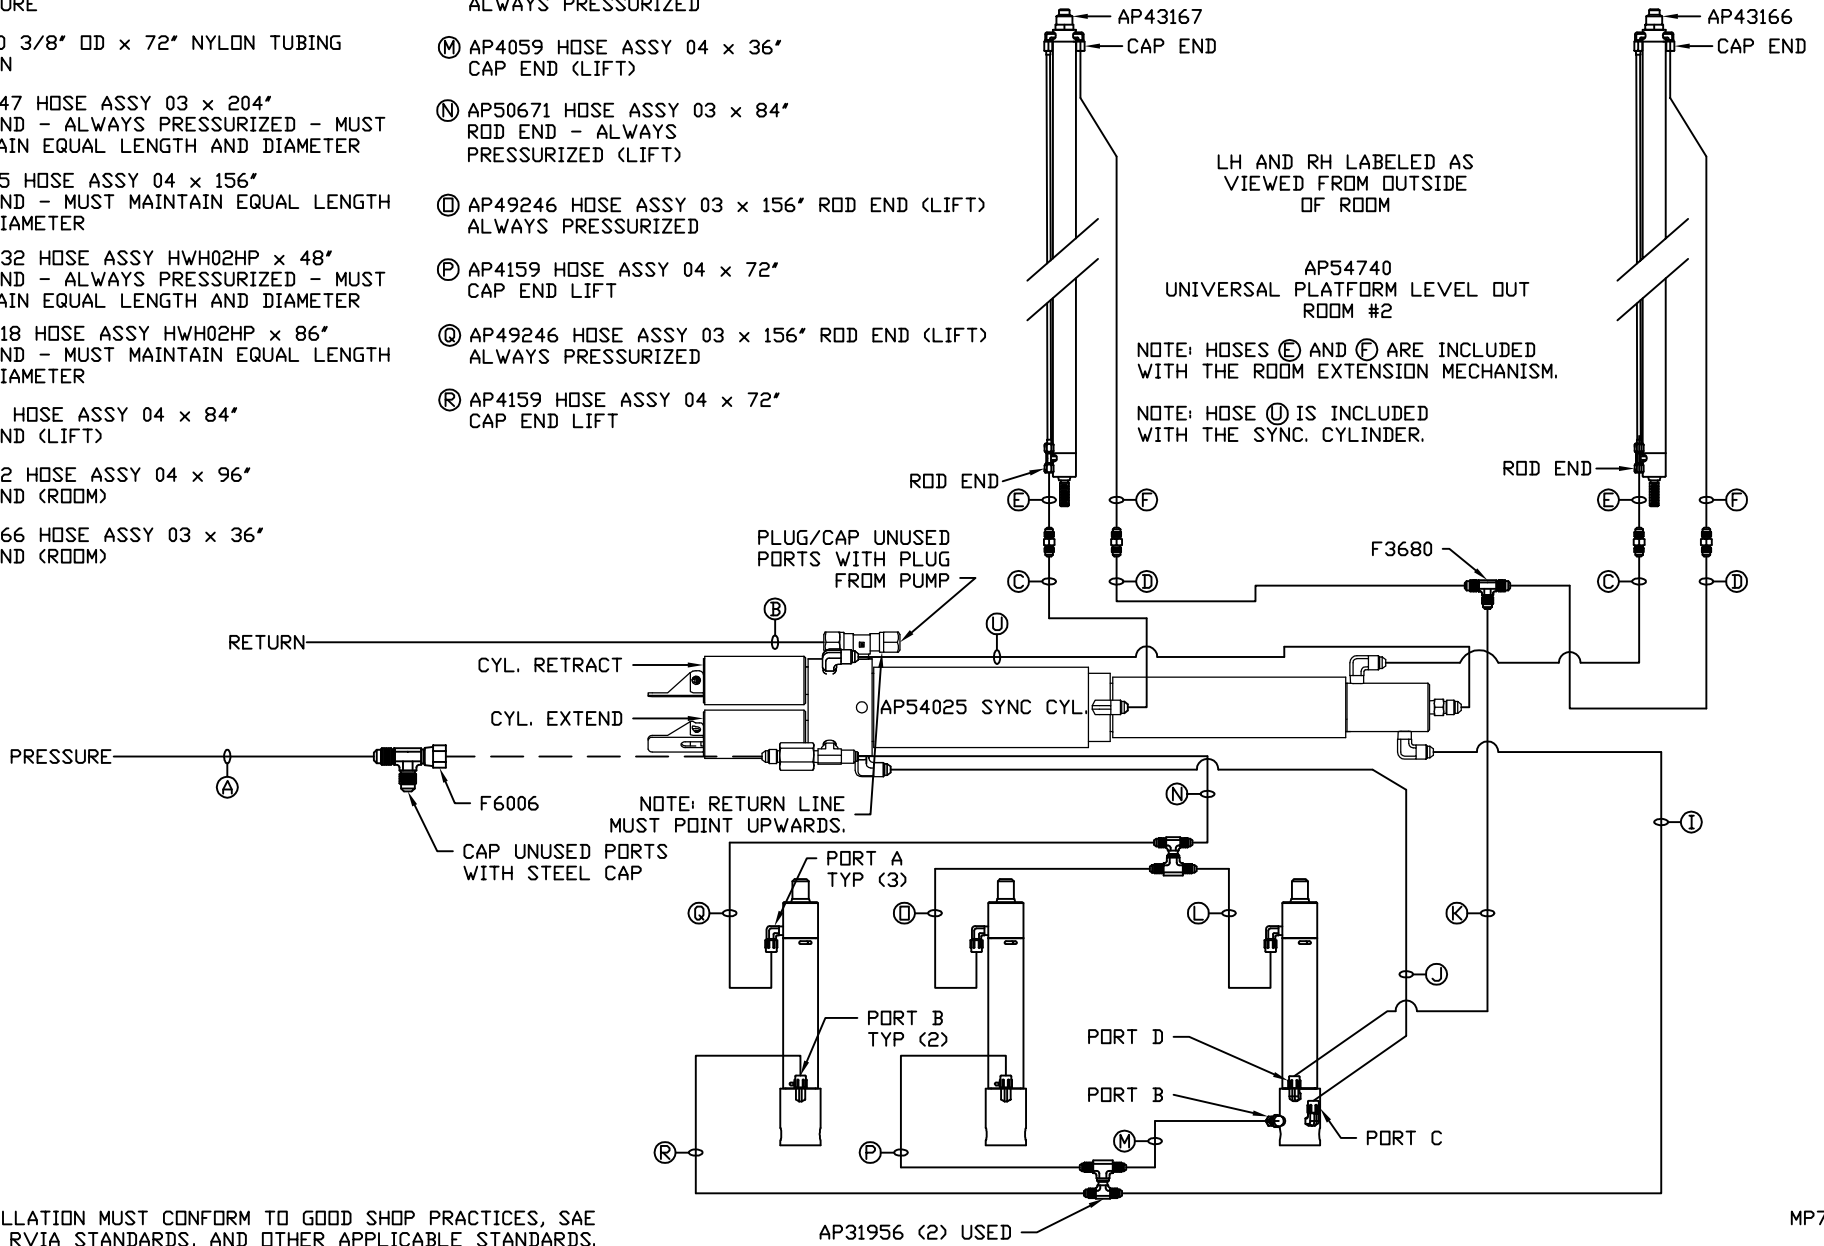 URE
0 3/8" OD x 72" NYLON TUBING
N
47 HOSE ASSY 03 x 204"
ND - ALWAYS PRESSURIZED - MUST
AIN EQUAL LENGTH AND DIAMETER
5 HOSE ASSY 04 x 156"
ND - MUST MAINTAIN EQUAL LENGTH
IAMETER
32 HOSE ASSY HWH02HP x 48"
ND - ALWAYS PRESSURIZED - MUST
AIN EQUAL LENGTH AND DIAMETER
18 HOSE ASSY HWH02HP x 86"
ND - MUST MAINTAIN EQUAL LENGTH
IAMETER
HOSE ASSY 04 x 84"
ND (LIFT)
2 HOSE ASSY 04 x 96"
ND (ROOM)
66 HOSE ASSY 03 x 36"
ND (ROOM)
ALWAYS PRESSURIZED
M AP4059 HOSE ASSY 04 x 36"
CAP END (LIFT)
N AP50671 HOSE ASSY 03 x 84"
ROD END - ALWAYS
PRESSURIZED (LIFT)
O AP49246 HOSE ASSY 03 x 156" ROD END (LIFT)
ALWAYS PRESSURIZED
P AP4159 HOSE ASSY 04 x 72"
CAP END LIFT
Q AP49246 HOSE ASSY 03 x 156" ROD END (LIFT)
ALWAYS PRESSURIZED
R AP4159 HOSE ASSY 04 x 72"
CAP END LIFT
AP43167
CAP END
AP43166
CAP END
LH AND RH LABELED AS
VIEWED FROM OUTSIDE
OF ROOM
AP54740
UNIVERSAL PLATFORM LEVEL OUT
ROOM #2
NOTE: HOSES E AND F ARE INCLUDED
WITH THE ROOM EXTENSION MECHANISM.
NOTE: HOSE U IS INCLUDED
WITH THE SYNC. CYLINDER.
ROD END
ROD END
E
F
E
F
PLUG/CAP UNUSED
PORTS WITH PLUG
FROM PUMP
F3680
C
D
C
D
B
U
RETURN
CYL. RETRACT
CYL. EXTEND
AP54025 SYNC CYL.
PRESSURE
A
F6006
NOTE: RETURN LINE
MUST POINT UPWARDS.
N
I
CAP UNUSED PORTS
WITH STEEL CAP
PORT A
TYP (3)
Q
O
L
K
J
PORT B
TYP (2)
PORT D
PORT B
PORT C
R
P
M
AP31956 (2) USED
LLATION MUST CONFORM TO GOOD SHOP PRACTICES, SAE
RVIA STANDARDS, AND OTHER APPLICABLE STANDARDS.
MP7